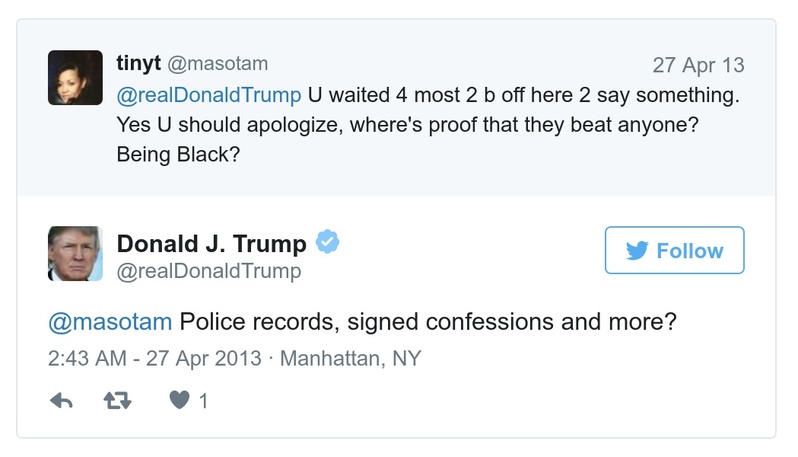 tinyt @masotam 27 Apr 13
@realDonaldTrump U waited 4 most 2 b off here 2 say something.
Yes U should apologize, where's proof that they beat anyone?
Being Black?
Donald J. Trump
@realDonaldTrump
Follow
@masotam Police records, signed confessions and more?
2:43 AM - 27 Apr 2013 · Manhattan, NY
1